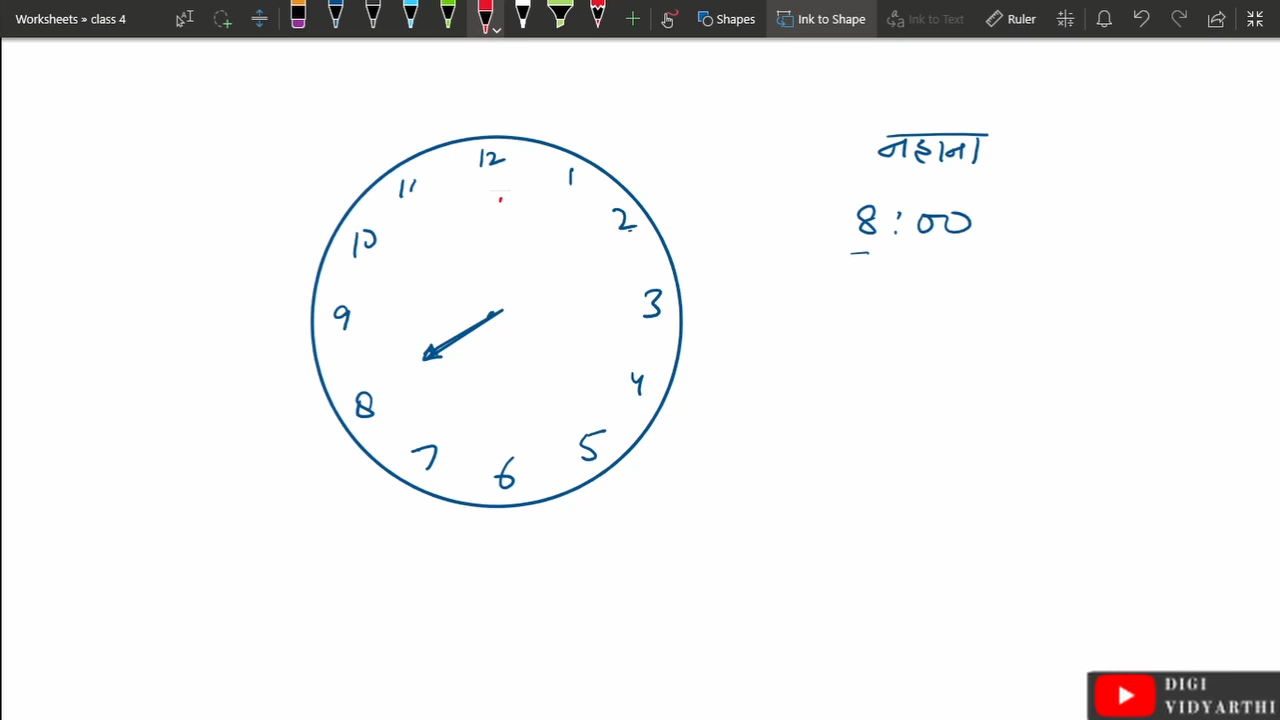 Worksheets » class 4
Shapes
Ink to Shape
Ink to Text
Ruler
12
11
1
10
2
9
3
8
4
7
5
6
नहाना
8:00
DIGI
VIDYARTHI